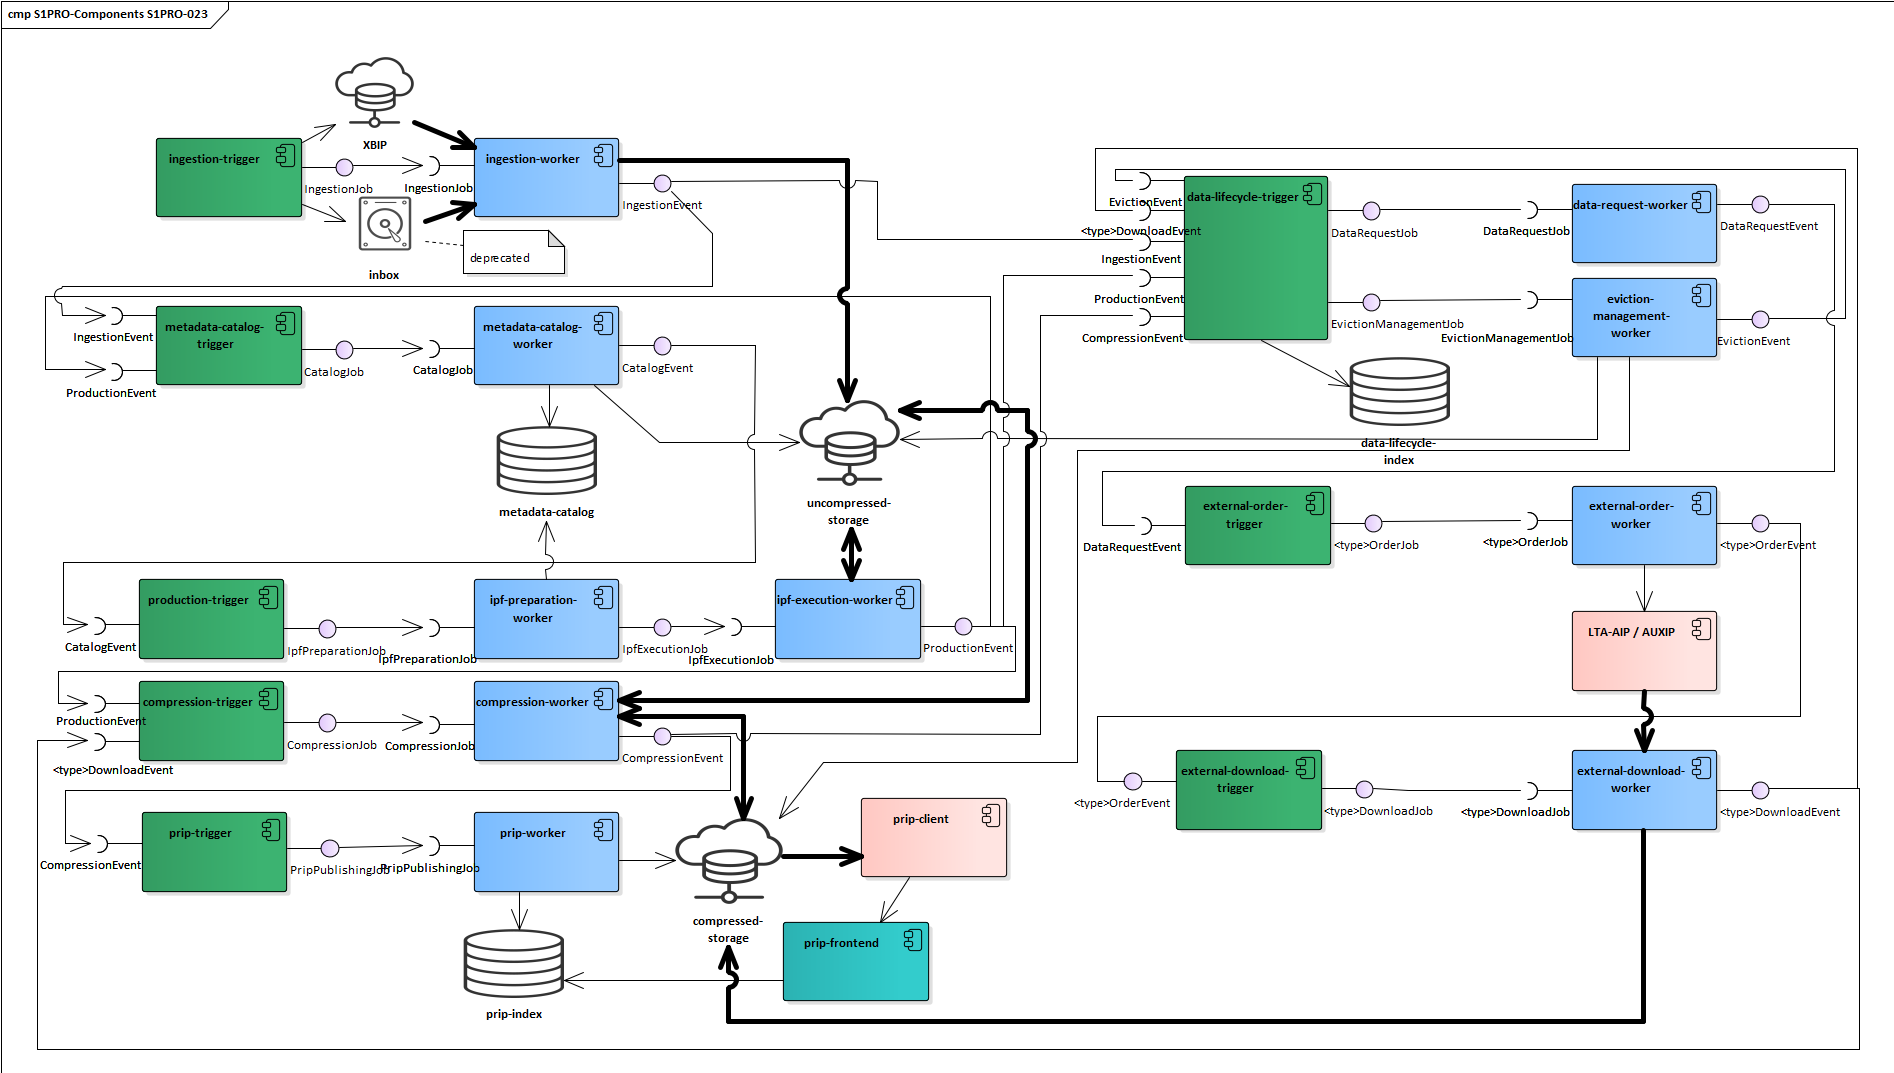 cmp S1PRO-Components S1PRO-023
XBIP
ingestion-trigger
IngestionJob
IngestionJob
ingestion-worker
IngestionEvent
inbox
deprecated
IngestionEvent
ProductionEvent
metadata-catalog-
trigger
CatalogJob
CatalogJob
metadata-catalog-
worker
CatalogEvent
metadata-catalog
uncompressed-
storage
CatalogEvent
production-trigger
IpfPreparationJob
IpfPreparationJob
ipf-preparation-
worker
IpfExecutionJob
IpfExecutionJob
ipf-execution-worker
ProductionEvent
ProductionEvent
<type>DownloadEvent
compression-trigger
CompressionJob
CompressionJob
compression-worker
CompressionEvent
CompressionEvent
prip-trigger
PripPublishingJob
PripPublishingJob
prip-worker
compressed-
storage
prip-client
prip-frontend
prip-index
EvictionEvent
<type>DownloadEvent
IngestionEvent
ProductionEvent
CompressionEvent
data-lifecycle-trigger
DataRequestJob
DataRequestJob
data-request-worker
DataRequestEvent
EvictionManagementJob
EvictionManagementJob
eviction-
management-
worker
EvictionEvent
data-lifecycle-
index
DataRequestEvent
external-order-
trigger
<type>OrderJob
<type>OrderJob
external-order-
worker
<type>OrderEvent
LTA-AIP / AUXIP
<type>OrderEvent
external-download-
trigger
<type>DownloadJob
<type>DownloadJob
external-download-
worker
<type>DownloadEvent